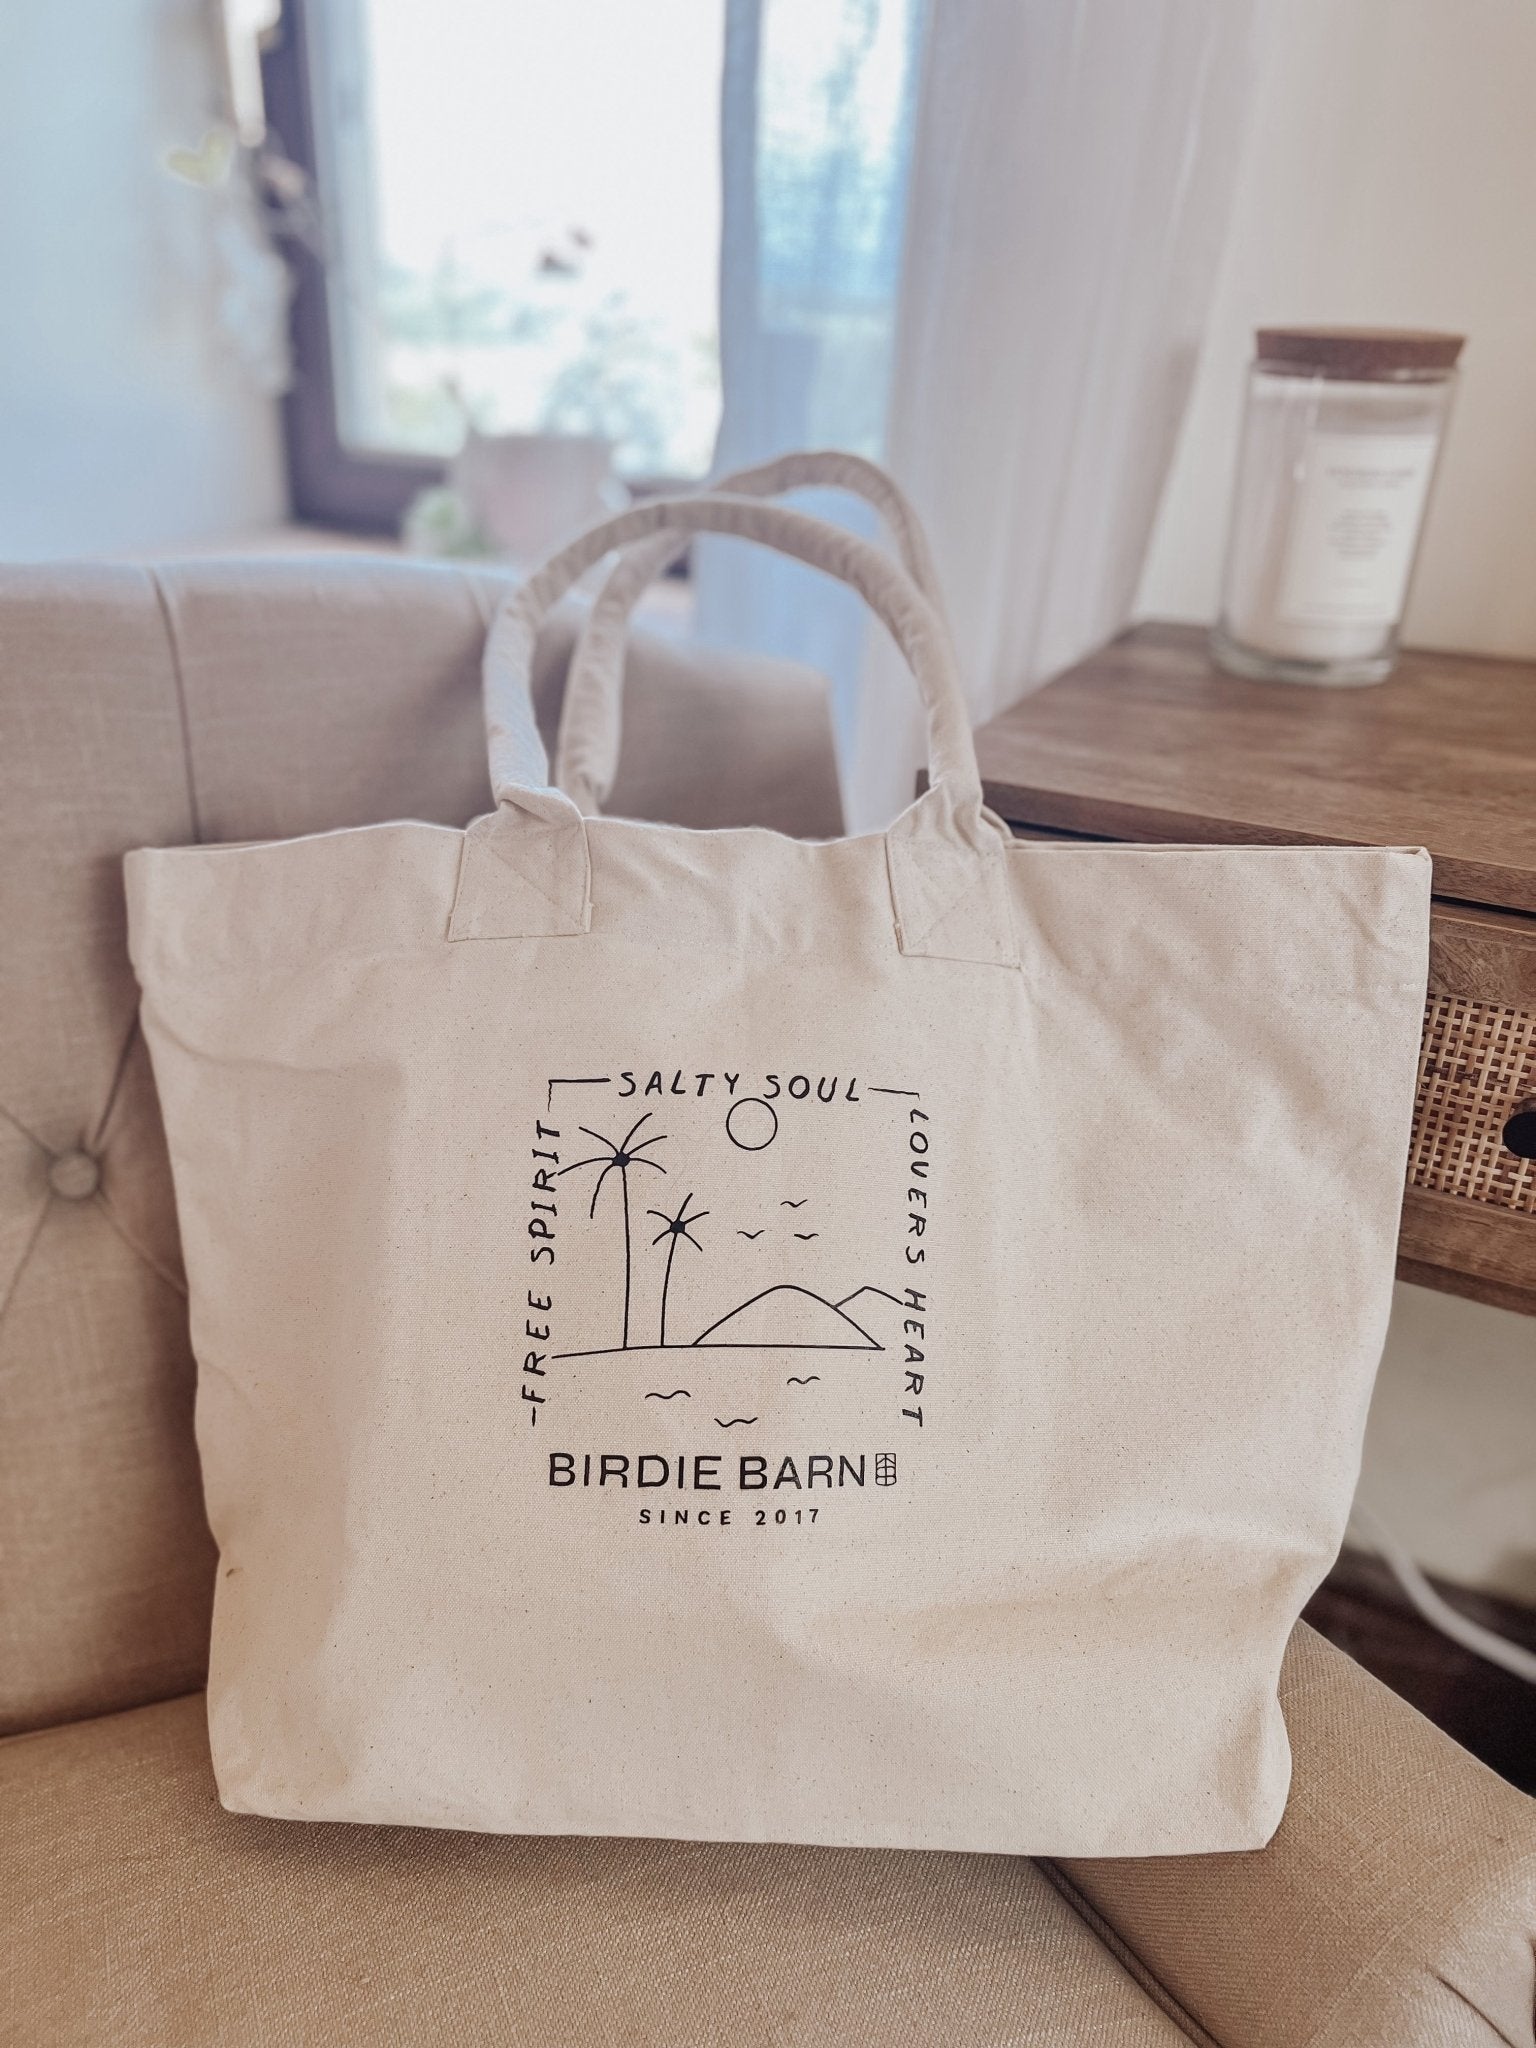 SALTY SOUL
FREE SPIRIT
LOVERS HEART
BIRDIE BARN
SINCE 2017